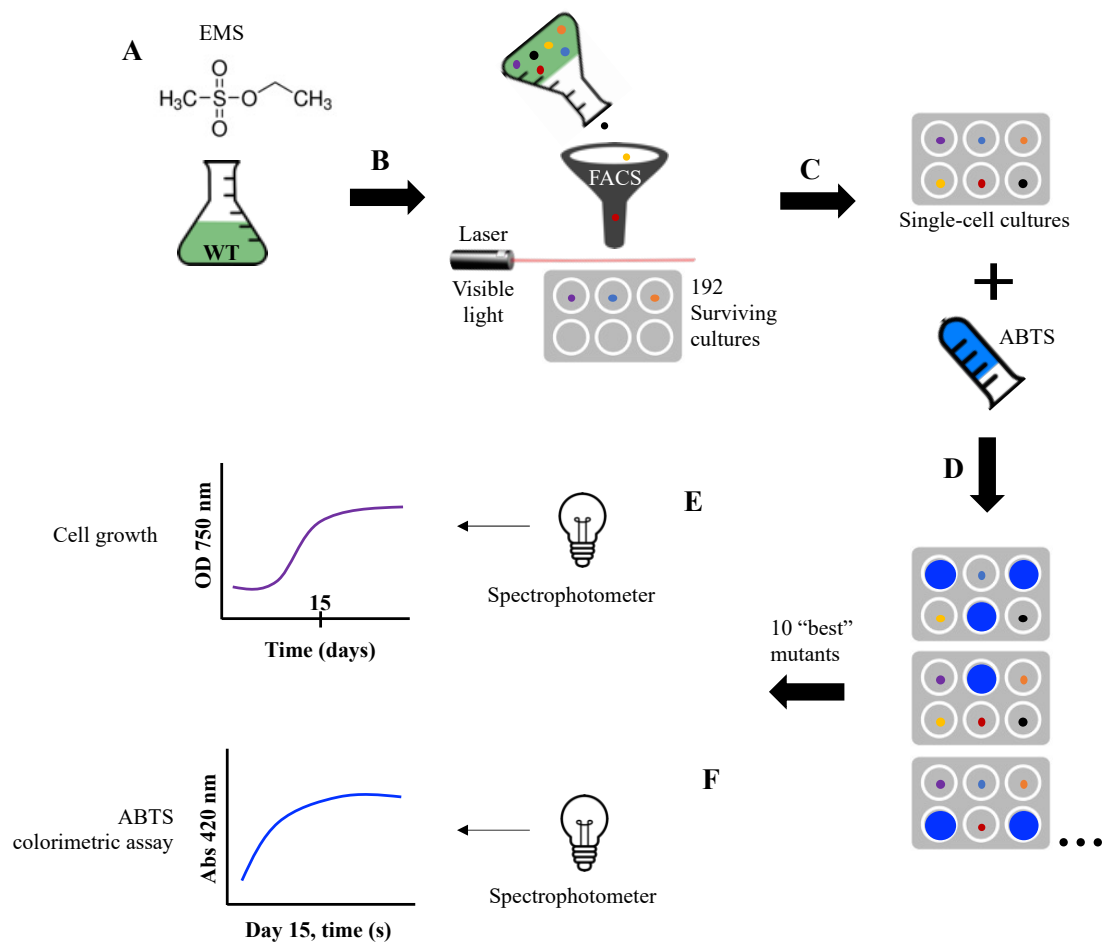 A
EMS
H₃C
S
O
O
O
CH₃
WT
B
FACS
Laser
Visible
light
192
Surviving
cultures
C
Single-cell cultures
+
ABTS
D
10 “best”
mutants
E
Spectrophotometer
Cell growth
OD 750 nm
15
Time (days)
F
Spectrophotometer
ABTS
colorimetric assay
Abs 420 nm
Day 15, time (s)
...